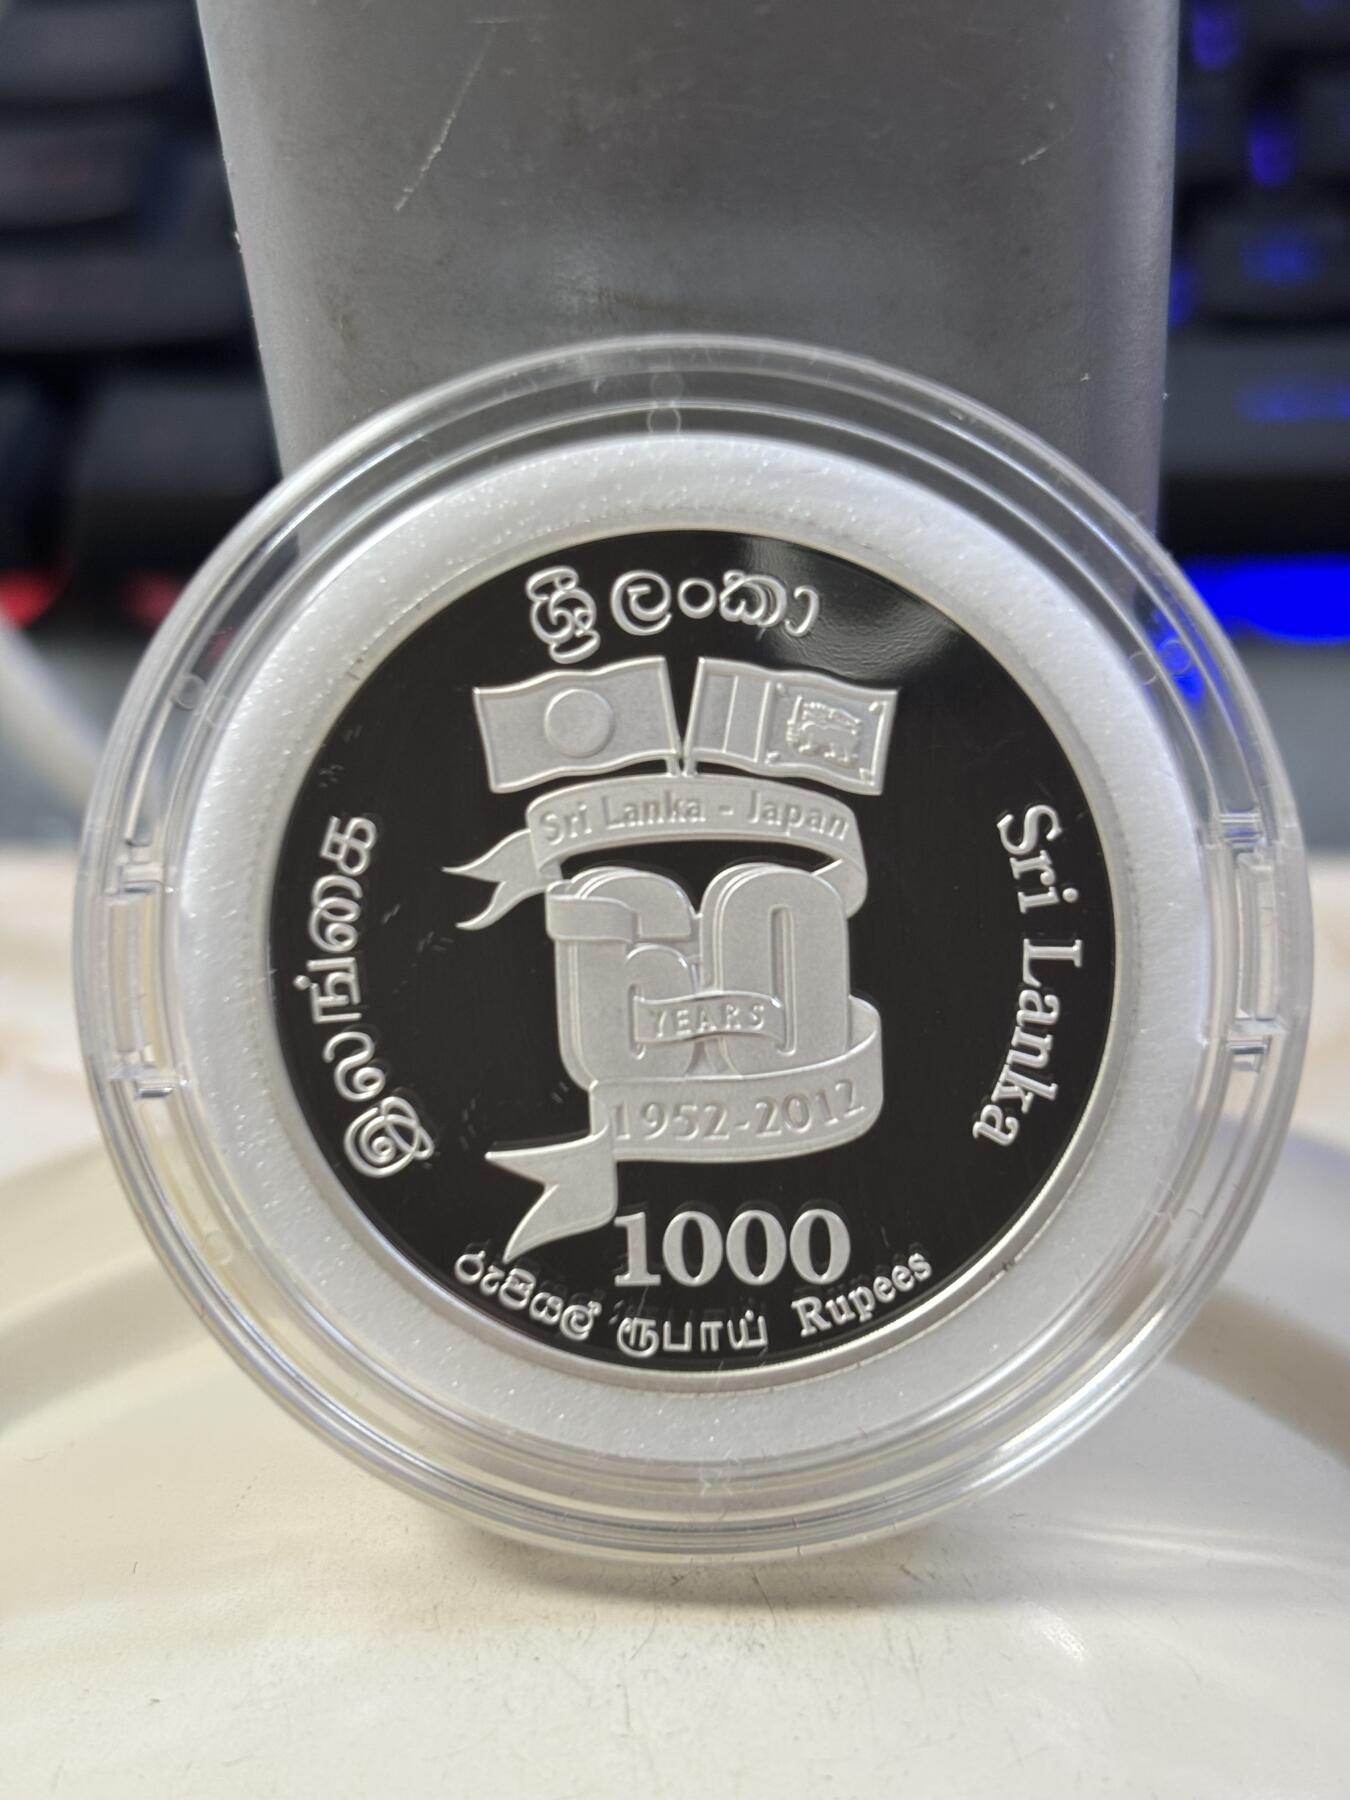 ශ්‍රී ලංකා
Sri Lanka - Japan
60
YEARS
1952-2012
இலங்கை
Sri Lanka
1000
රුපියල් ரூபாய் Rupees